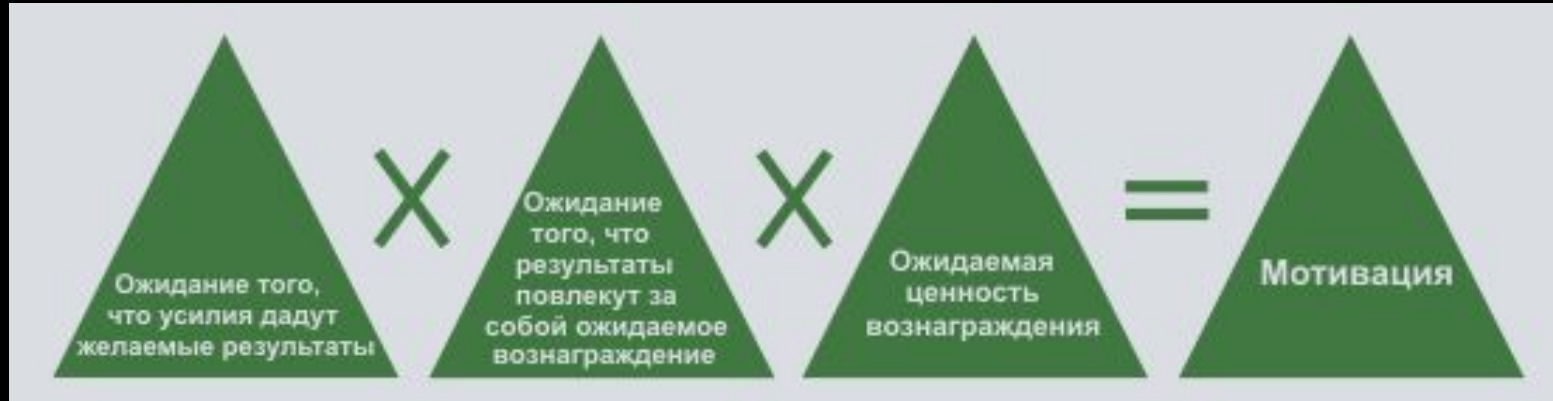 Ожидание того,
что усилия дадут
желаемые результаты
X
Ожидание
того, что
результаты
повлекут за
собой ожидаемое
вознаграждение
X
Ожидаемая
ценность
вознаграждения
=
Мотивация